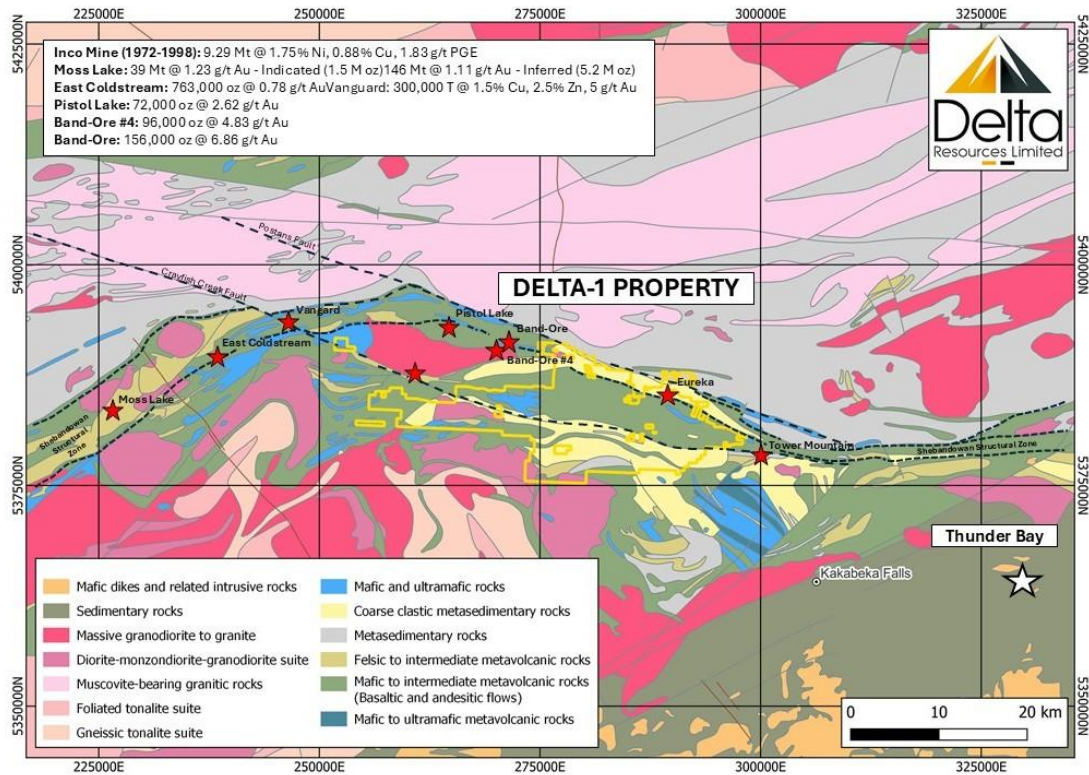 225000E 250000E 275000E 300000E 325000E
5425000N 5425000N
Inco Mine (1972-1998): 9.29 Mt @ 1.75% Ni, 0.88% Cu, 1.83 g/t PGE
Moss Lake: 39 Mt @ 1.23 g/t Au - Indicated (1.5 M oz)146 Mt @ 1.11 g/t Au - Inferred (5.2 M oz)
East Coldstream: 763,000 oz @ 0.78 g/t AuVanguard: 300,000 T @ 1.5% Cu, 2.5% Zn, 5 g/t Au
Pistol Lake: 72,000 oz @ 2.62 g/t Au
Band-Ore #4: 96,000 oz @ 4.83 g/t Au
Band-Ore: 156,000 oz @ 6.86 g/t Au
Delta
Resources Limited
Postans Fault
5400000N 5400000N
Crayfish Creek Fault
DELTA-1 PROPERTY
Vangard
Pistol Lake
Band-Ore
East Coldstream
Band-Ore #4
Eureka
Moss Lake
Shebandowan
Structural
Zone
Tower Mountain
Shebandowan Structural Zone
5375000N 5375000N
Thunder Bay
Kakabeka Falls
Mafic dikes and related intrusive rocks
Sedimentary rocks
Massive granodiorite to granite
Diorite-monzondiorite-granodiorite suite
Muscovite-bearing granitic rocks
Foliated tonalite suite
Gneissic tonalite suite
Mafic and ultramafic rocks
Coarse clastic metasedimentary rocks
Metasedimentary rocks
Felsic to intermediate metavolcanic rocks
Mafic to intermediate metavolcanic rocks
(Basaltic and andesitic flows)
Mafic to ultramafic metavolcanic rocks
5350000N 5350000N
0 10 20 km
225000E 250000E 275000E 300000E 325000E